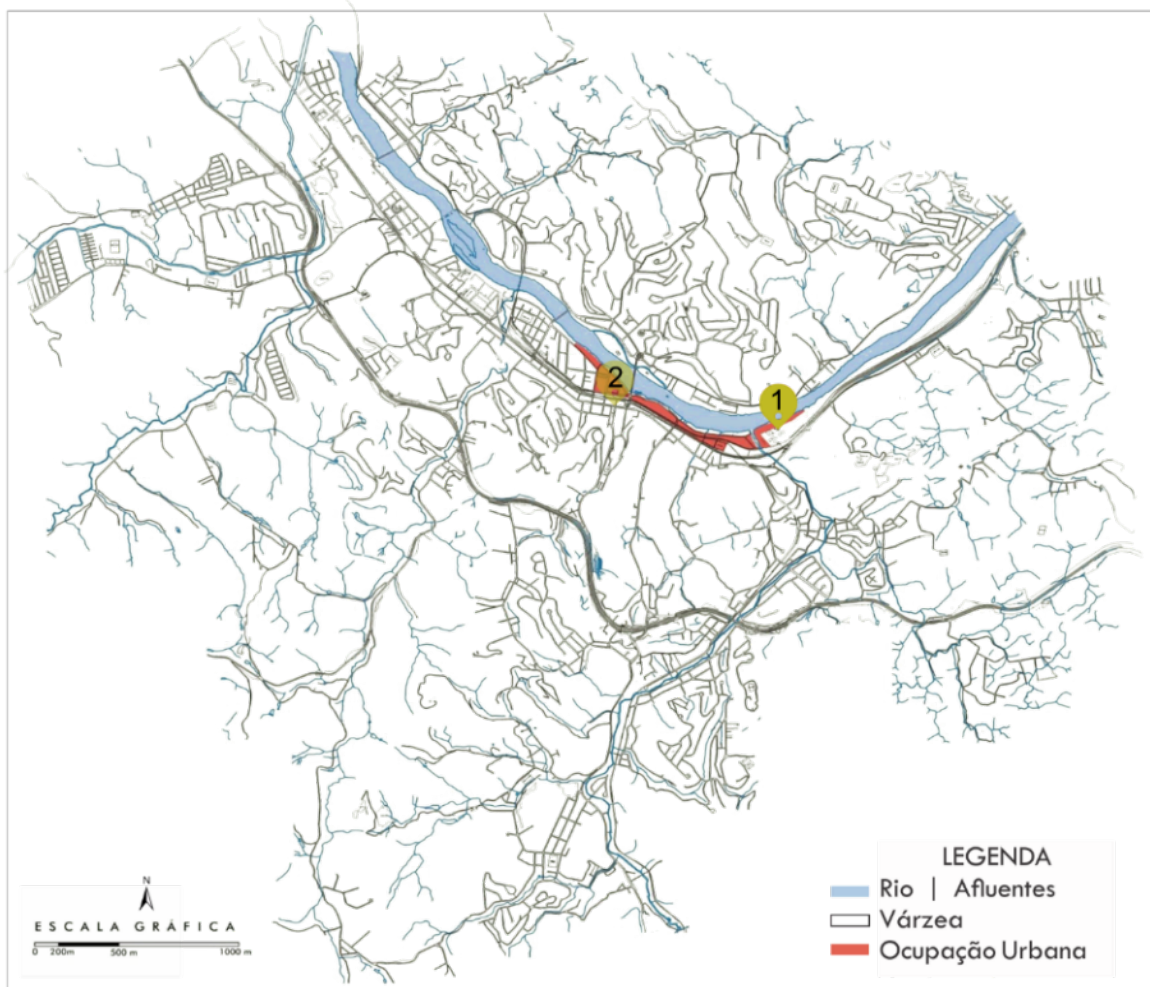 2
1
LEGENDA
Rio | Afluentes
Várzea
Ocupação Urbana
N
ESCALA GRÁFICA
0 200m 500 m 1000 m